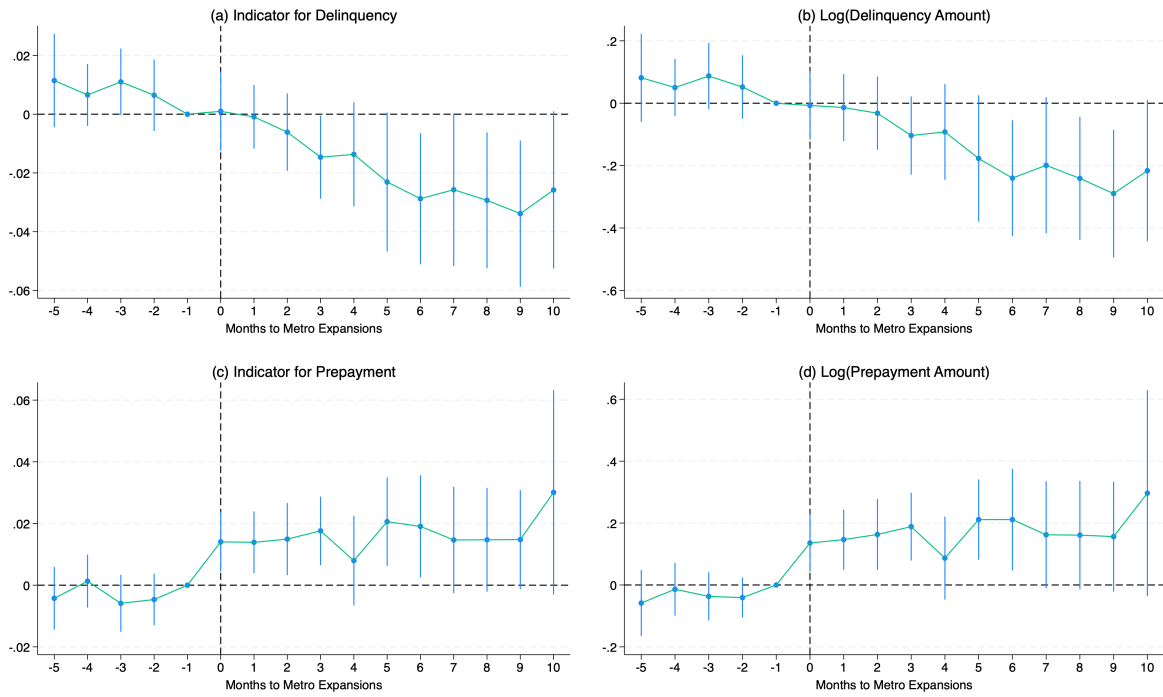 (a) Indicator for Delinquency
.02
0
-.02
-.04
-.06
-5 -4 -3 -2 -1 0 1 2 3 4 5 6 7 8 9 10
Months to Metro Expansions
(b) Log(Delinquency Amount)
.2
0
-.2
-.4
-.6
-5 -4 -3 -2 -1 0 1 2 3 4 5 6 7 8 9 10
Months to Metro Expansions
(c) Indicator for Prepayment
.06
.04
.02
0
-.02
-5 -4 -3 -2 -1 0 1 2 3 4 5 6 7 8 9 10
Months to Metro Expansions
(d) Log(Prepayment Amount)
.6
.4
.2
0
-.2
-5 -4 -3 -2 -1 0 1 2 3 4 5 6 7 8 9 10
Months to Metro Expansions